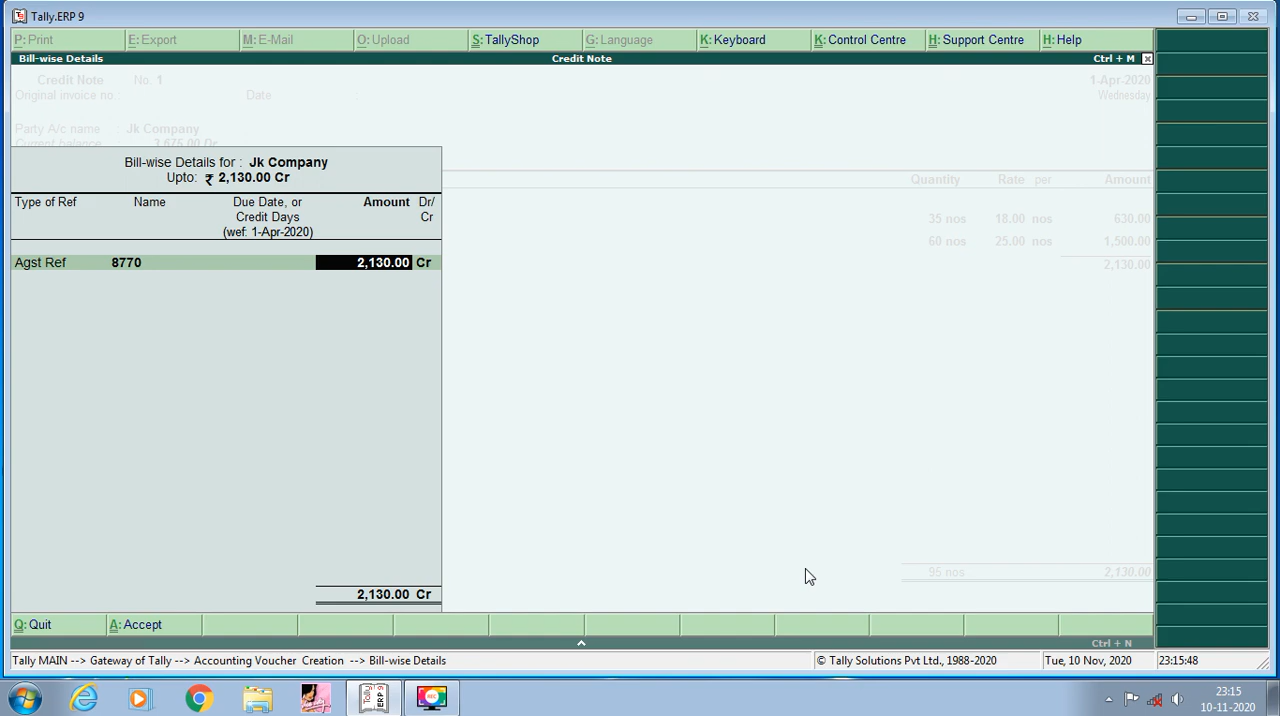 Tally.ERP 9
P: Print E: Export M: E-Mail O: Upload S: TallyShop G: Language K: Keyboard K: Control Centre H: Support Centre H: Help
Bill-wise Details Credit Note Ctrl + M
Credit Note No. 1 1-Apr-2020
Original invoice no.: Date Wednesday
Party A/c name : Jk Company
Current balance : 3,675.00 Dr
Bill-wise Details for : Jk Company
Upto: ₹ 2,130.00 Cr
Quantity Rate per Amount
Type of Ref Name Due Date, or Amount Dr/
Credit Days Cr
(wef: 1-Apr-2020)
35 nos 18.00 nos 630.00
60 nos 25.00 nos 1,500.00
Agst Ref 8770 2,130.00 Cr
2,130.00
95 nos 2,130.00
2,130.00 Cr
Q: Quit A: Accept
Ctrl + N
Tally MAIN --> Gateway of Tally --> Accounting Voucher Creation --> Bill-wise Details © Tally Solutions Pvt Ltd., 1988-2020 Tue, 10 Nov, 2020 23:15:48
23:15
10-11-2020